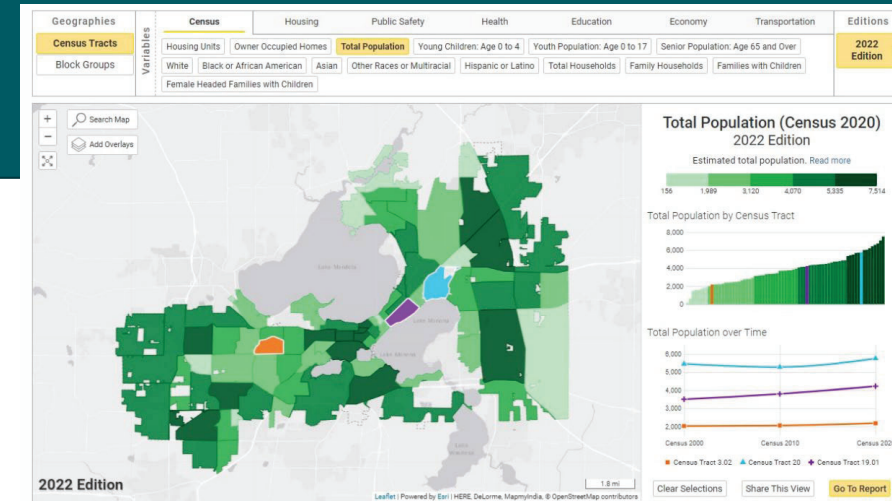 Geographies
Census Tracts
Block Groups
Variables
Census Housing Public Safety Health Education Economy Transportation
Housing Units Owner Occupied Homes Total Population Young Children: Age 0 to 4 Youth Population: Age 0 to 17 Senior Population: Age 65 and Over
White Black or African American Asian Other Races or Multiracial Hispanic or Latino Total Households Family Households Families with Children
Female Headed Families with Children
Editions
2022
Edition
+
Search Map
−
Add Overlays
Lake Mendota
Lake Monona
2022 Edition
1.8 mi
Leaflet | Powered by Esri | HERE, DeLorme, MapmyIndia, © OpenStreetMap contributors
Total Population (Census 2020)
2022 Edition
Estimated total population. Read more
156 1,989 3,120 4,070 5,335 7,514
Total Population by Census Tract
8,000
6,000
4,000
2,000
0
Total Population over Time
6,000
5,000
4,000
3,000
2,000
Census 2000 Census 2010 Census 202
Census Tract 3.02 Census Tract 20 Census Tract 19.01
Clear Selections Share This View Go To Report